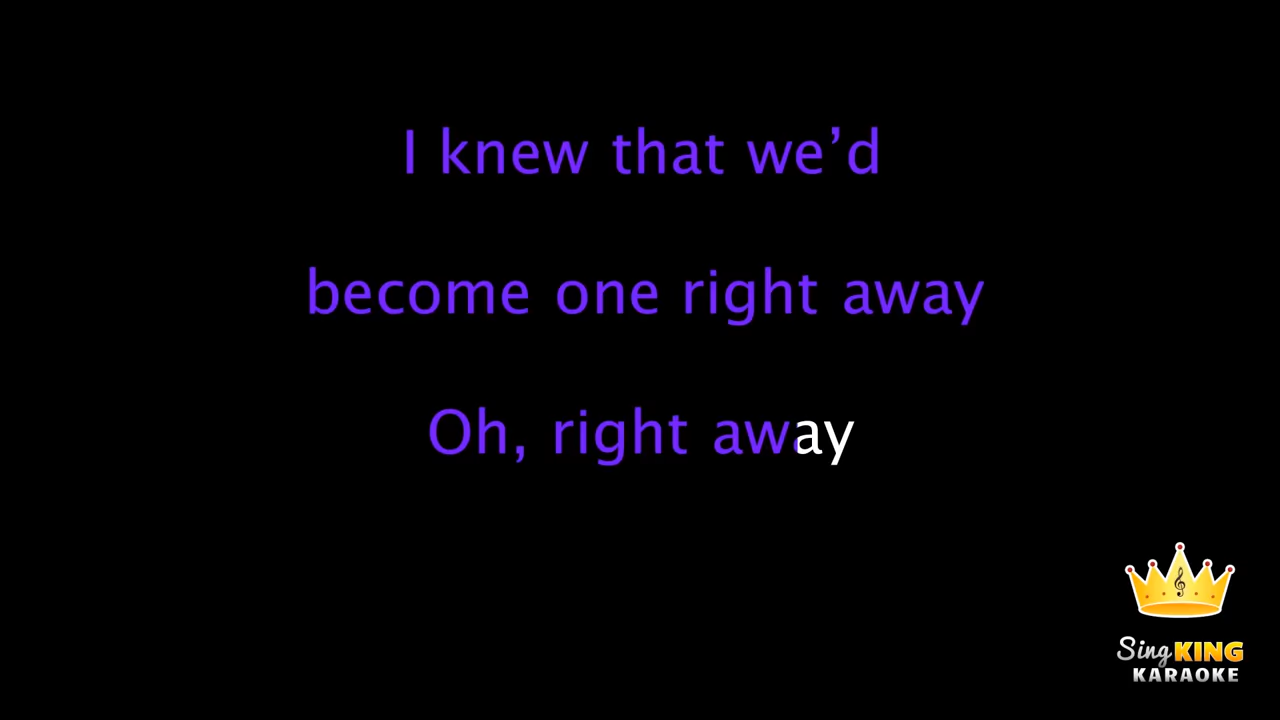 I knew that we’d
become one right away
Oh, right away
Sing KING
KARAOKE